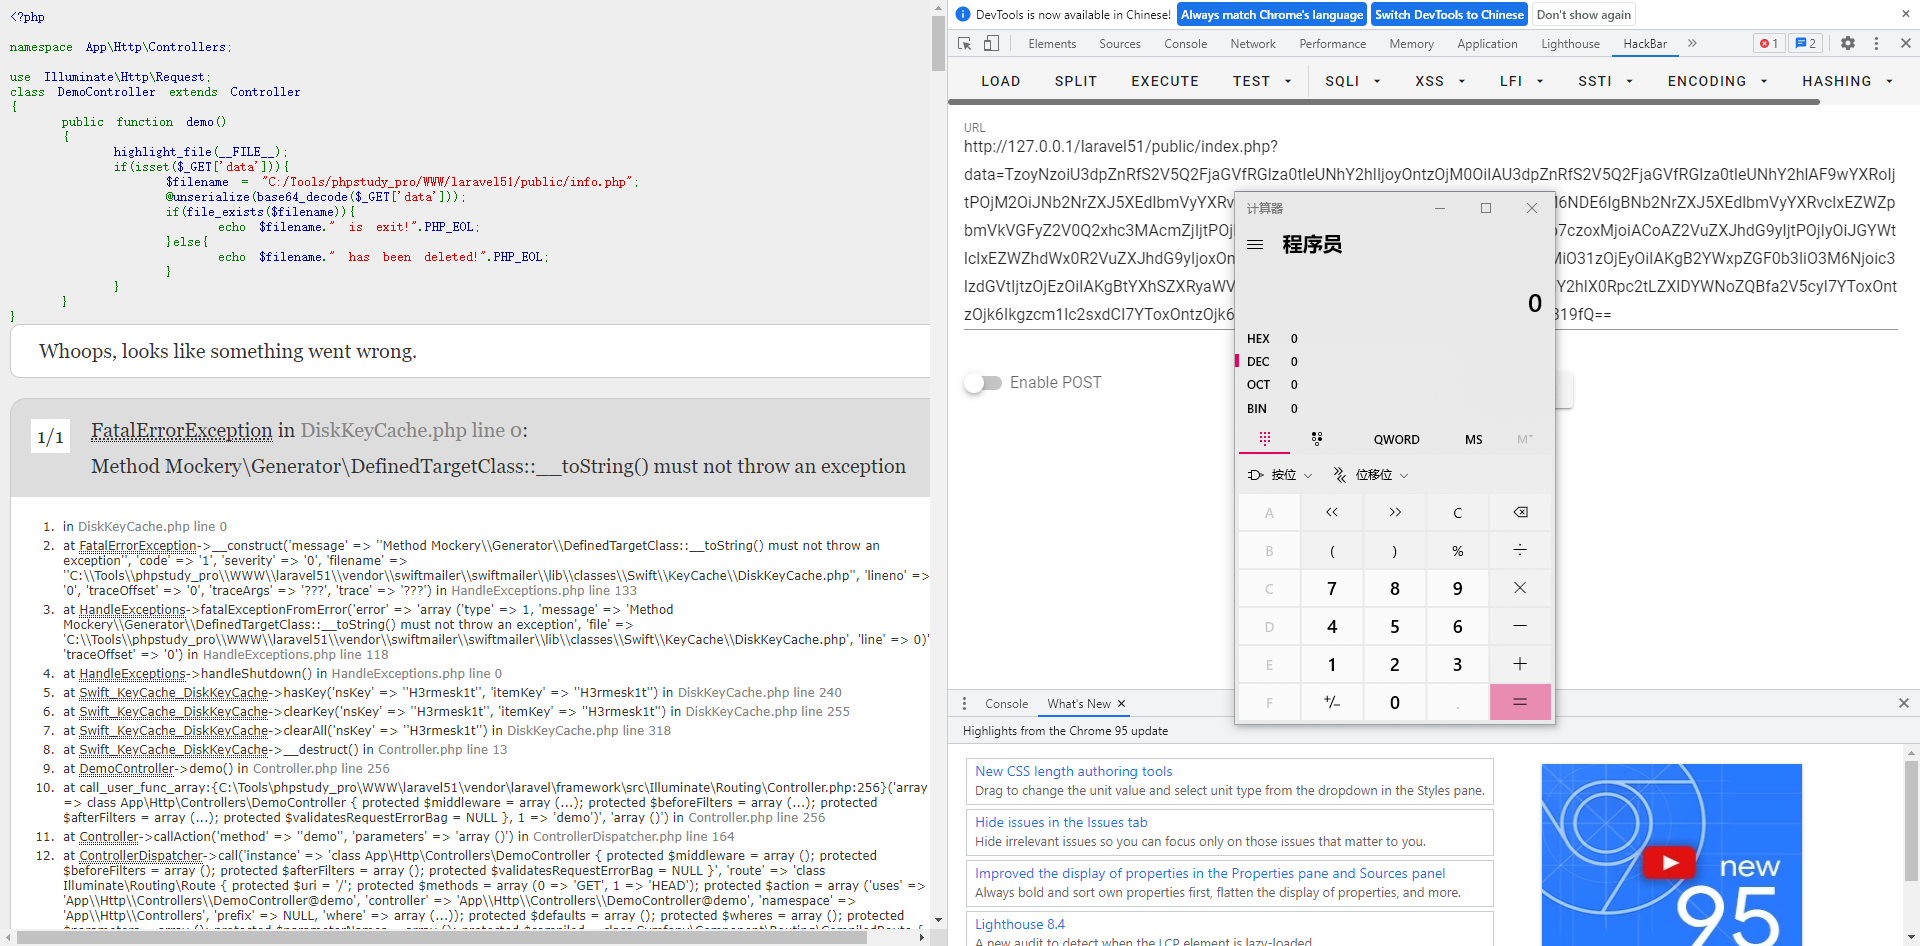 <?php
namespace App\Http\Controllers;
use Illuminate\Http\Request;
class DemoController extends Controller
{
public function demo()
{
highlight_file(__FILE__);
if(isset($_GET['data'])){
$filename = "C:/Tools/phpstudy_pro/WWW/laravel51/public/info.php";
@unserialize(base64_decode($_GET['data']));
if(file_exists($filename)){
echo $filename." is exit!".PHP_EOL;
}else{
echo $filename." has been deleted!".PHP_EOL;
}
}
}
}
Whoops, looks like something went wrong.
1/1
FatalErrorException in DiskKeyCache.php line 0:
Method Mockery\Generator\DefinedTargetClass::__toString() must not throw an exception
1. in DiskKeyCache.php line 0
2. at FatalErrorException->__construct('message' => "Method Mockery\\Generator\\DefinedTargetClass::__toString() must not throw an
exception", 'code' => '1', 'severity' => '0', 'filename' =>
"C:\\Tools\\phpstudy_pro\\WWW\\laravel51\\vendor\\swiftmailer\\swiftmailer\\lib\\classes\\Swift\\KeyCache\\DiskKeyCache.php", 'lineno' =>
'0', 'traceOffset' => '0', 'traceArgs' => '???', 'trace' => '???') in HandleExceptions.php line 133
3. at HandleExceptions->fatalExceptionFromError('error' => 'array ('type' => 1, 'message' => 'Method
Mockery\\Generator\\DefinedTargetClass::__toString() must not throw an exception', 'file' =>
'C:\\Tools\\phpstudy_pro\\WWW\\laravel51\\vendor\\swiftmailer\\swiftmailer\\lib\\classes\\Swift\\KeyCache\\DiskKeyCache.php', 'line' => 0)'
'traceOffset' => '0') in HandleExceptions.php line 118
4. at HandleExceptions->handleShutdown() in HandleExceptions.php line 0
5. at Swift_KeyCache_DiskKeyCache->hasKey('nsKey' => "H3rmesk1t", 'itemKey' => "H3rmesk1t") in DiskKeyCache.php line 240
6. at Swift_KeyCache_DiskKeyCache->clearKey('nsKey' => "H3rmesk1t", 'itemKey' => "H3rmesk1t") in DiskKeyCache.php line 255
7. at Swift_KeyCache_DiskKeyCache->clearAll('nsKey' => "H3rmesk1t") in DiskKeyCache.php line 318
8. at Swift_KeyCache_DiskKeyCache->__destruct() in Controller.php line 13
9. at DemoController->demo() in Controller.php line 256
10. at call_user_func_array:{C:\Tools\phpstudy_pro\WWW\laravel51\vendor\laravel\framework\src\Illuminate\Routing\Controller.php:256}('array
=> class App\Http\Controllers\DemoController { protected $middleware = array (...); protected $beforeFilters = array (...); protected
$afterFilters = array (...); protected $validatesRequestErrorBag = NULL }, 1 => 'demo')', 'array ()') in Controller.php line 256
11. at Controller->callAction('method' => "demo", 'parameters' => 'array ()') in ControllerDispatcher.php line 164
12. at ControllerDispatcher->call('instance' => 'class App\Http\Controllers\DemoController { protected $middleware = array (); protected
$beforeFilters = array (); protected $afterFilters = array (); protected $validatesRequestErrorBag = NULL }', 'route' => 'class
Illuminate\Routing\Route { protected $uri = '/'; protected $methods = array (0 => 'GET', 1 => 'HEAD'); protected $action = array ('uses' =>
'App\\Http\\Controllers\\DemoController@demo', 'controller' => 'App\\Http\\Controllers\\DemoController@demo', 'namespace' =>
'App\\Http\\Controllers', 'prefix' => NULL, 'where' => array (...)); protected $defaults = array (); protected $wheres = array (); protected
DevTools is now available in Chinese! Always match Chrome's language Switch DevTools to Chinese Don't show again
Elements Sources Console Network Performance Memory Application Lighthouse HackBar 1 2
LOAD SPLIT EXECUTE TEST SQLI XSS LFI SSTI ENCODING HASHING
URL
http://127.0.0.1/laravel51/public/index.php?
Enable POST
计算器
程序员
0
HEX 0
DEC 0
OCT 0
BIN 0
QWORD MS M
按位 位移位
A << >> C
B ( ) % ÷
C 7 8 9 ×
D 4 5 6 −
E 1 2 3 +
F +/− 0 . =
Console What's New
Highlights from the Chrome 95 update
New CSS length authoring tools
Drag to change the unit value and select unit type from the dropdown in the Styles pane.
Hide issues in the Issues tab
Hide irrelevant issues so you can focus only on those issues that matter to you.
Improved the display of properties in the Properties pane and Sources panel
Always bold and sort own properties first, flatten the display of properties, and more.
Lighthouse 8.4
A new audit to detect when the LCP element is lazy-loaded
new
95